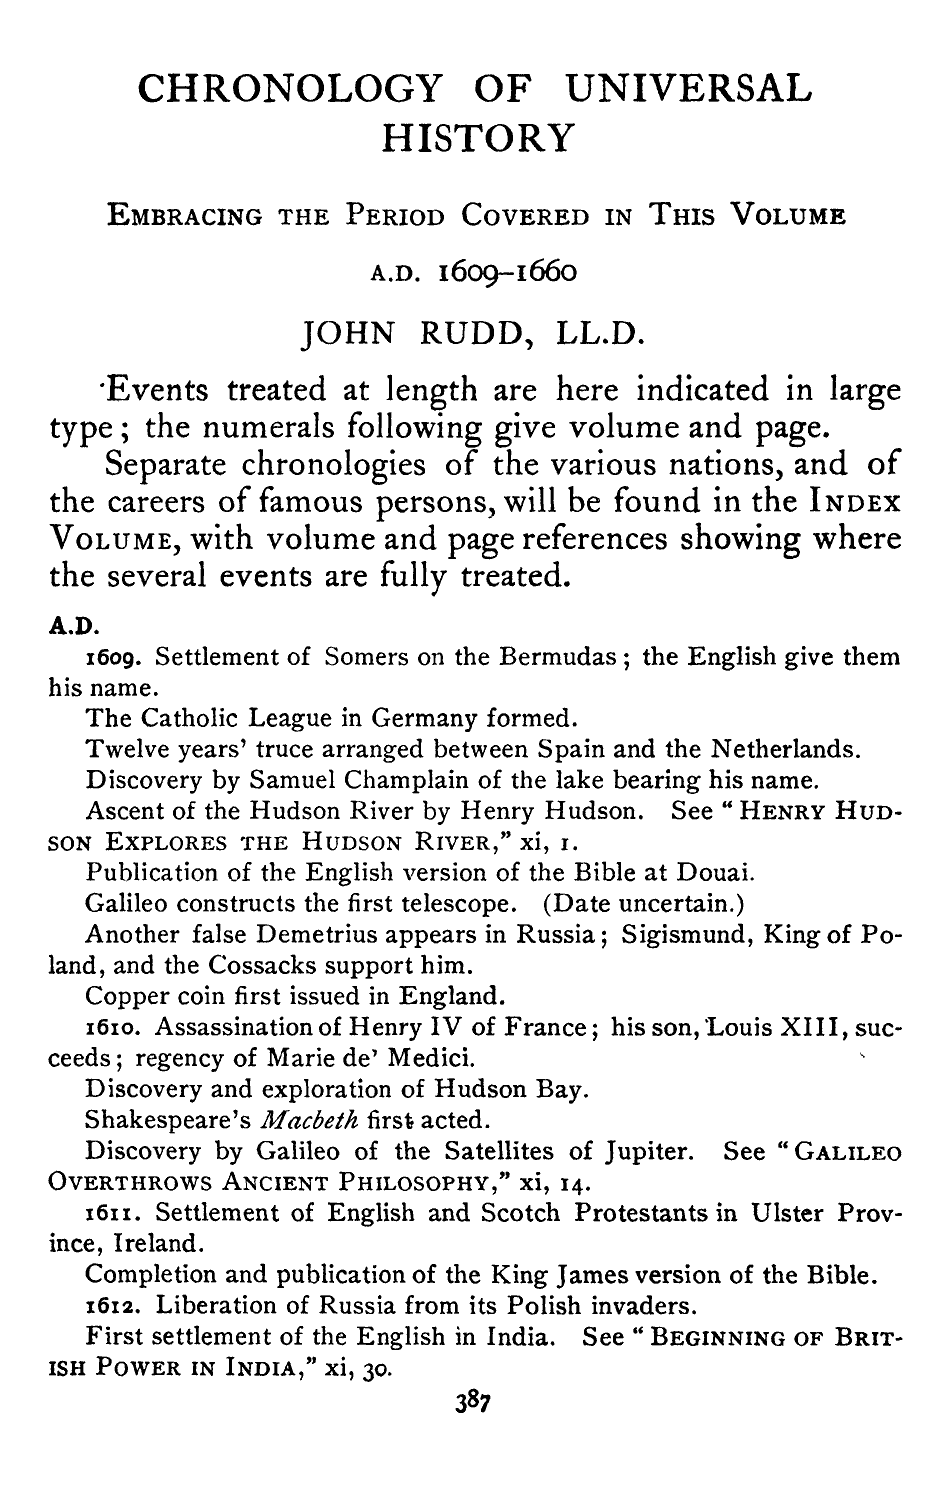 CHRONOLOGY OF UNIVERSAL
HISTORY
EMBRACING THE PERIOD COVERED IN THIS VOLUME
A.D. 1609–1660
JOHN RUDD, LL.D.
Events treated at length are here indicated in large
type; the numerals following give volume and page.
Separate chronologies of the various nations, and of
the careers of famous persons, will be found in the INDEX
VOLUME, with volume and page references showing where
the several events are fully treated.
A.D.
1609. Settlement of Somers on the Bermudas; the English give them
his name.
The Catholic League in Germany formed.
Twelve years' truce arranged between Spain and the Netherlands.
Discovery by Samuel Champlain of the lake bearing his name.
Ascent of the Hudson River by Henry Hudson. See "HENRY HUD-
SON EXPLORES THE HUDSON RIVER," xi, 1.
Publication of the English version of the Bible at Douai.
Galileo constructs the first telescope. (Date uncertain.)
Another false Demetrius appears in Russia; Sigismund, King of Po-
land, and the Cossacks support him.
Copper coin first issued in England.
1610. Assassination of Henry IV of France; his son, Louis XIII, suc-
ceeds; regency of Marie de' Medici.
Discovery and exploration of Hudson Bay.
Shakespeare's Macbeth first acted.
Discovery by Galileo of the Satellites of Jupiter. See "GALILEO
OVERTHROWS ANCIENT PHILOSOPHY," xi, 14.
1611. Settlement of English and Scotch Protestants in Ulster Prov-
ince, Ireland.
Completion and publication of the King James version of the Bible.
1612. Liberation of Russia from its Polish invaders.
First settlement of the English in India. See "BEGINNING OF BRIT-
ISH POWER IN INDIA," xi, 30.
387